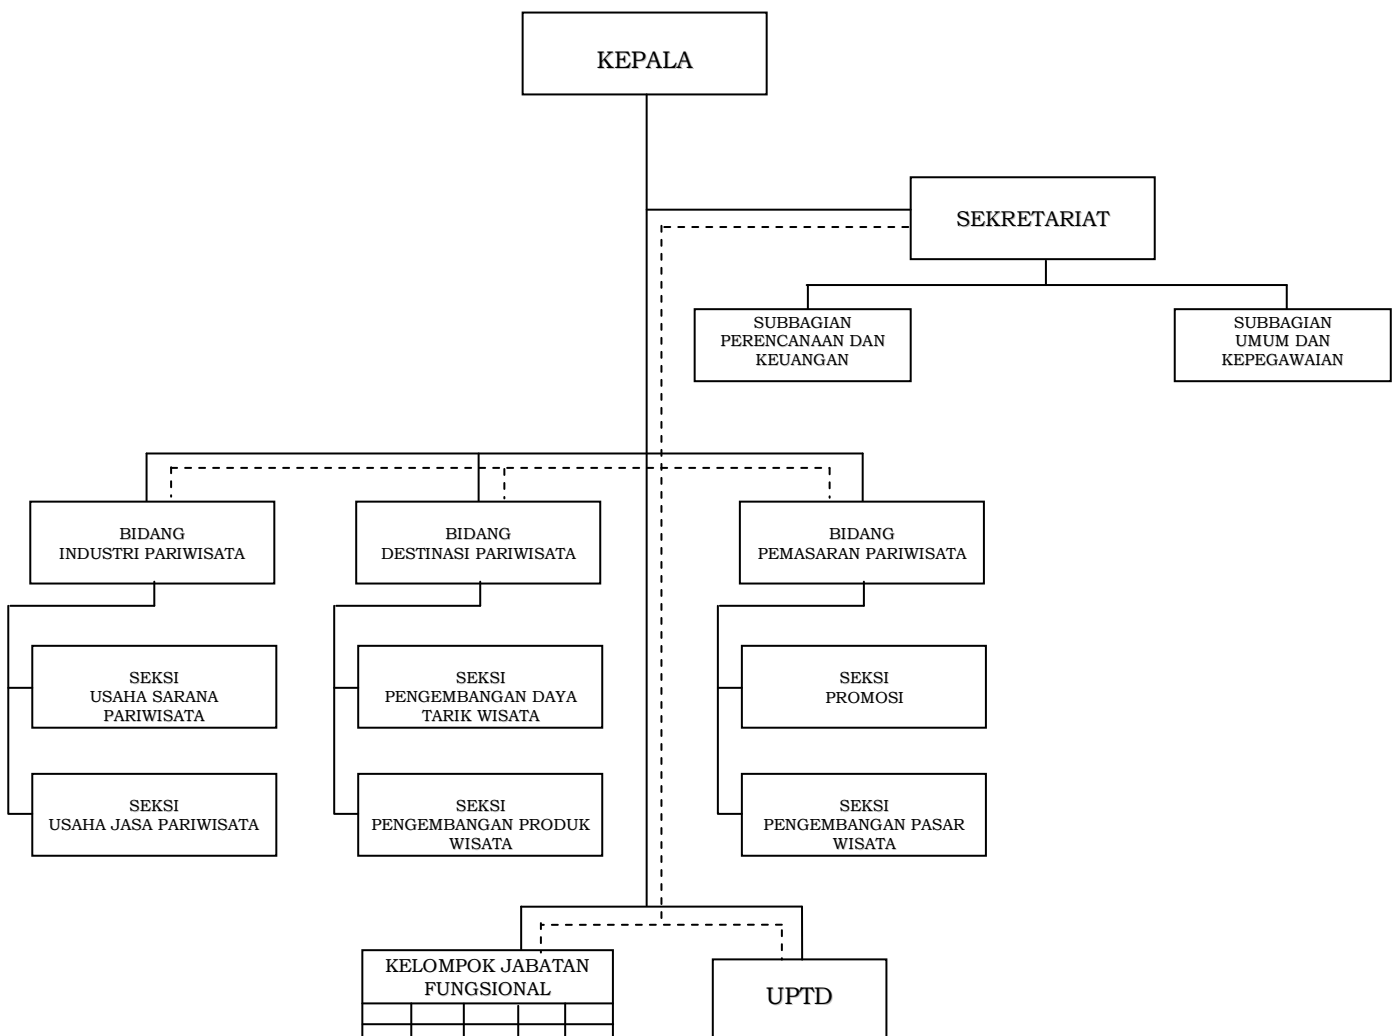 KEPALA
SEKRETARIAT
SUBBAGIAN
PERENCANAAN DAN
KEUANGAN
SUBBAGIAN
UMUM DAN
KEPEGAWAIAN
BIDANG
INDUSTRI PARIWISATA
BIDANG
DESTINASI PARIWISATA
BIDANG
PEMASARAN PARIWISATA
SEKSI
USAHA SARANA
PARIWISATA
SEKSI
PENGEMBANGAN DAYA
TARIK WISATA
SEKSI
PROMOSI
SEKSI
USAHA JASA PARIWISATA
SEKSI
PENGEMBANGAN PRODUK
WISATA
SEKSI
PENGEMBANGAN PASAR
WISATA
KELOMPOK JABATAN
FUNGSIONAL
UPTD